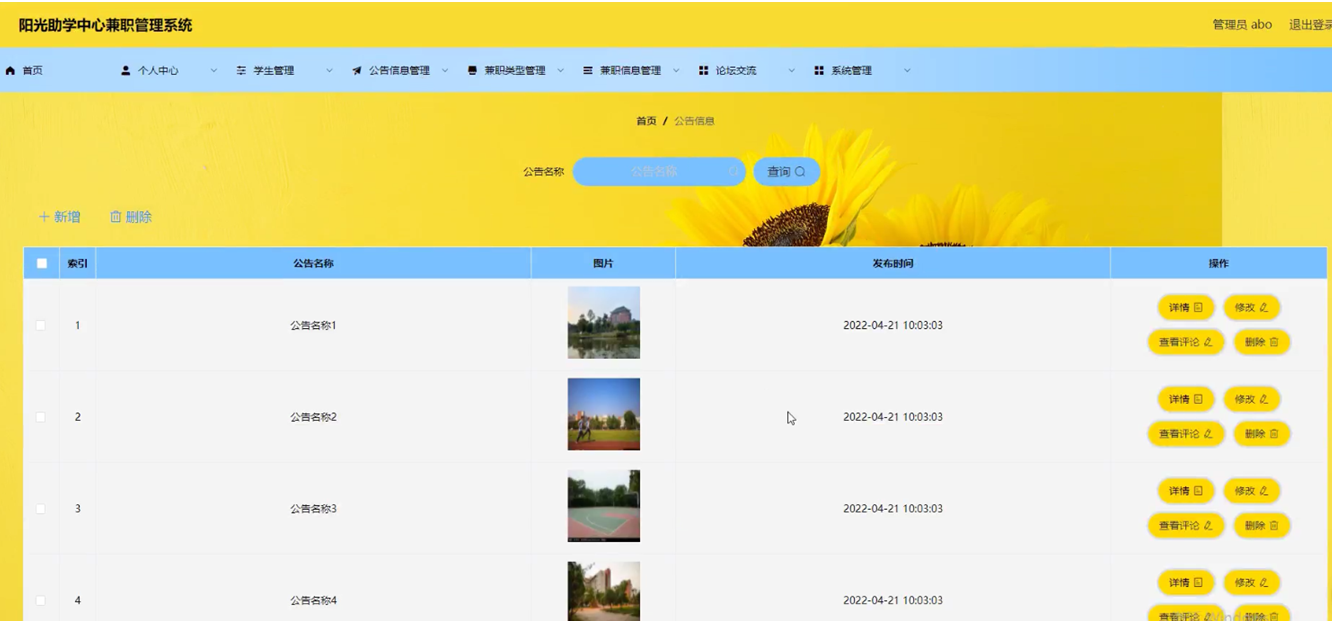 阳光助学中心兼职管理系统
管理员 abo 退出登录
首页 个人中心 学生管理 公告信息管理 兼职类型管理 兼职信息管理 论坛交流 系统管理
首页 / 公告信息
公告名称 公告名称 查询
+ 新增 删除
索引 公告名称 图片 发布时间 操作
详情 修改
1 公告名称1 2022-04-21 10:03:03
查看评论 删除
详情 修改
2 公告名称2 2022-04-21 10:03:03
查看评论 删除
详情 修改
3 公告名称3 2022-04-21 10:03:03
查看评论 删除
详情 修改
4 公告名称4 2022-04-21 10:03:03
查看评论 删除